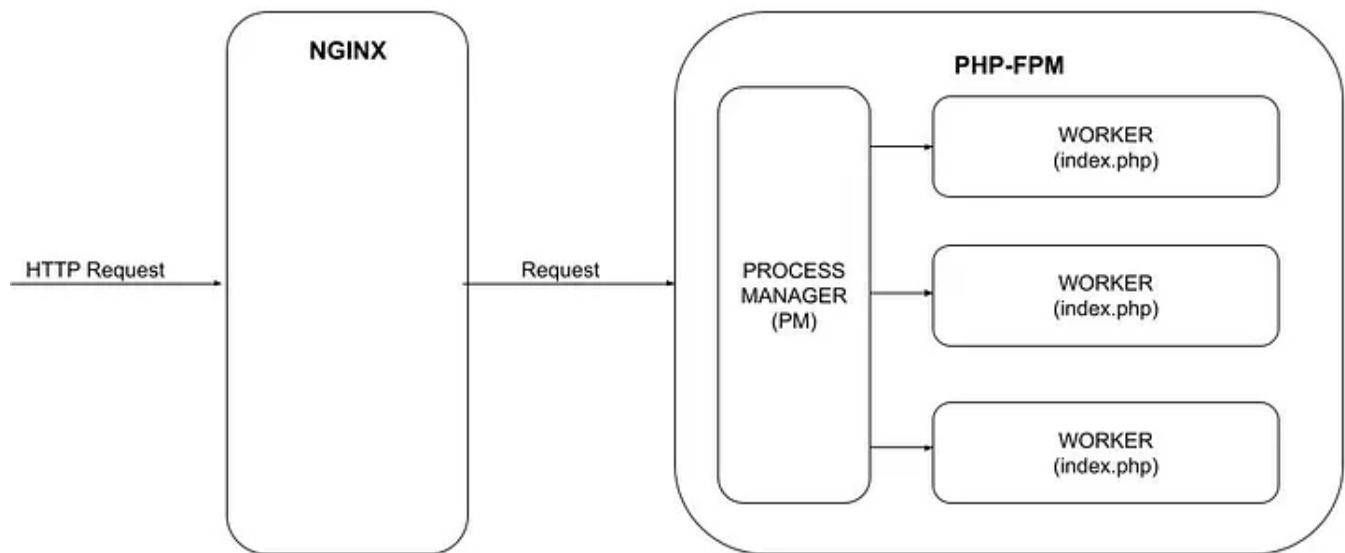 NGINX
PHP-FPM
WORKER
(index.php)
HTTP Request
Request
PROCESS
MANAGER
(PM)
WORKER
(index.php)
WORKER
(index.php)